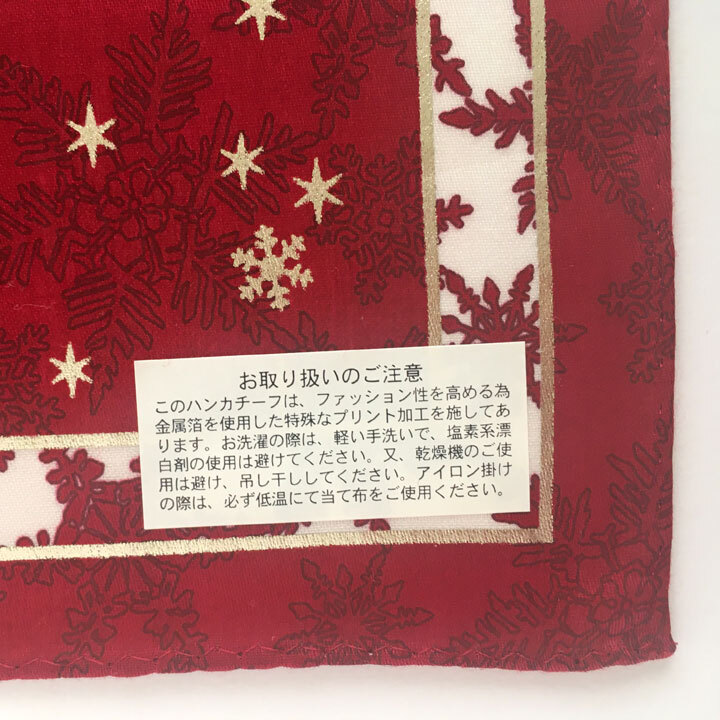 お取り扱いのご注意
このハンカチーフは、ファッション性を高める為
金属箔を使用した特殊なプリント加工を施してあ
ります。お洗濯の際は、軽い手洗いで、塩素系漂
白剤の使用は避けてください。又、乾燥機のご使
用は避け、吊し干ししてください。アイロン掛け
の際は、必ず低温にて当て布をご使用ください。